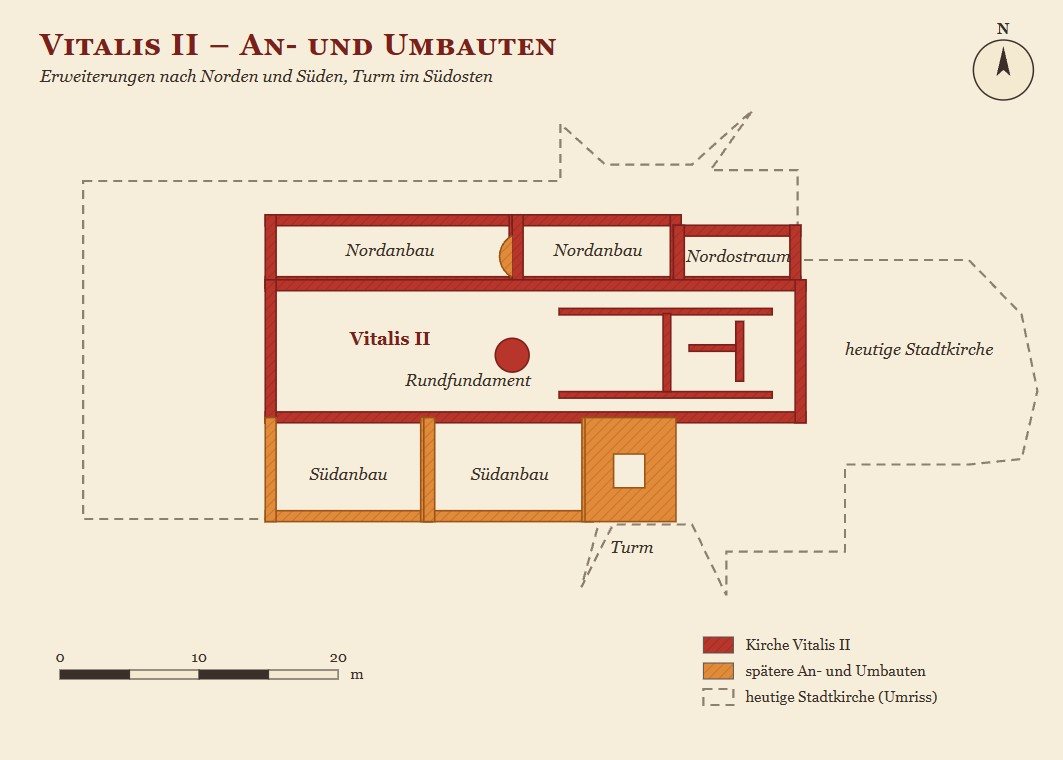 Vitalis II – An- und Umbauten
Erweiterungen nach Norden und Süden, Turm im Südosten
N
Nordanbau
Nordanbau
Nordostraum
Vitalis II
Rundfundament
heutige Stadtkirche
Südanbau
Südanbau
Turm
0 10 20 m
Kirche Vitalis II
spätere An- und Umbauten
heutige Stadtkirche (Umriss)